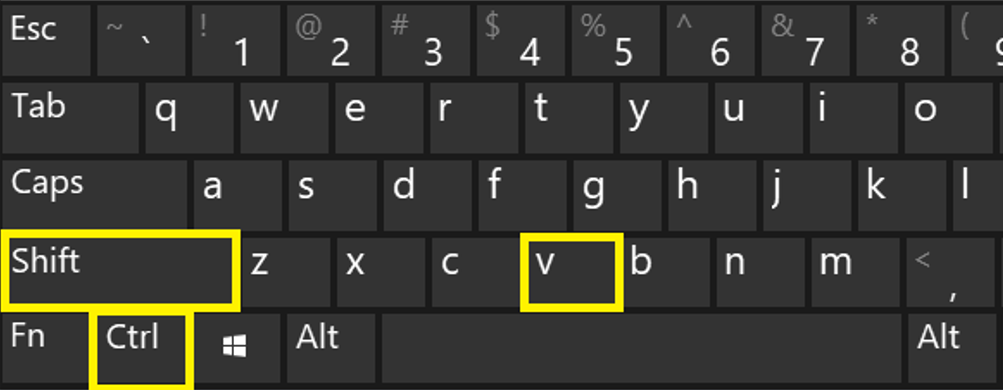 Esc ~ ` ! 1 @ 2 # 3 $ 4 % 5 ^ 6 & 7 * 8 (
Tab q w e r t y u i o
Caps a s d f g h j k l
Shift z x c v b n m < ,
Fn Ctrl Alt Alt